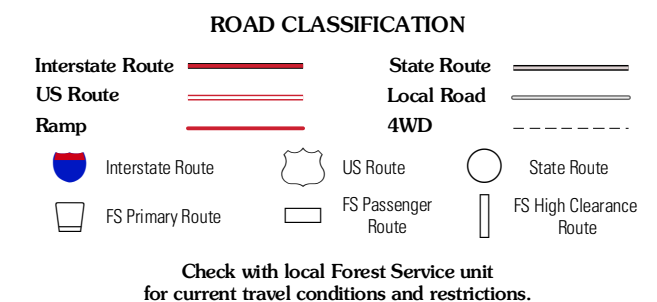 ROAD CLASSIFICATION
Interstate Route
State Route
US Route
Local Road
Ramp
4WD
Interstate Route
US Route
State Route
FS Primary Route
FS Passenger
Route
FS High Clearance
Route
Check with local Forest Service unit
for current travel conditions and restrictions.